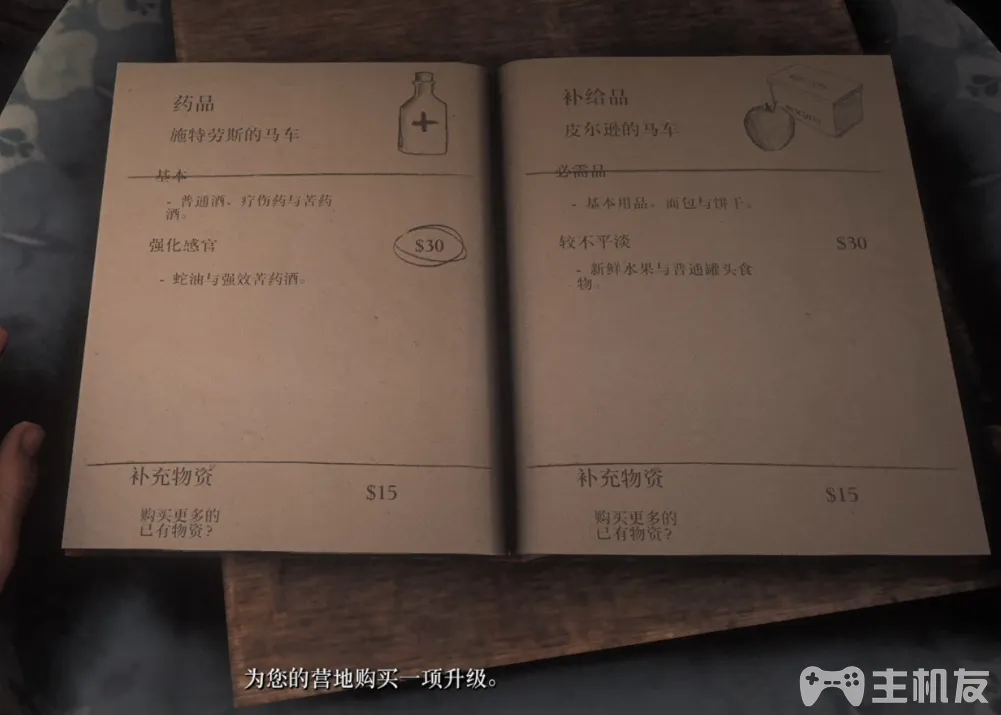 药品
施特劳斯的马车
基本
- 普通酒、疗伤药与苦药
酒。
强化感官 $30
- 蛇油与强效苦药酒。
补充物资 $15
购买更多的
已有物资?
补给品
皮尔逊的马车
必需品
- 基本用品、面包与饼干。
较不平淡 $30
- 新鲜水果与普通罐头食
物。
补充物资 $15
购买更多的
已有物资?
为您的营地购买一项升级。
主机友